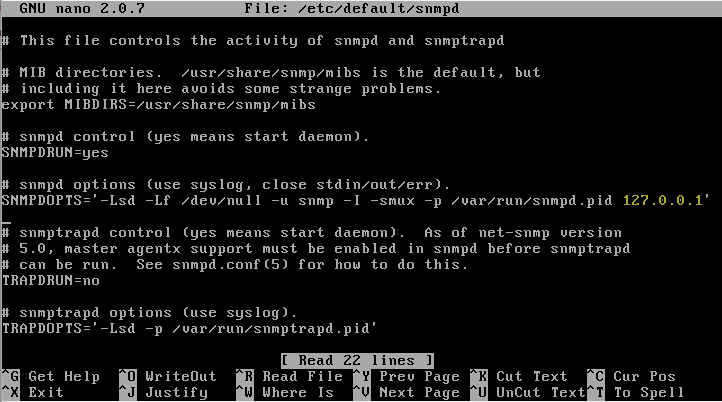 GNU nano 2.0.7 File: /etc/default/snmpd
# This file controls the activity of snmpd and snmptrapd
# MIB directories. /usr/share/snmp/mibs is the default, but
# including it here avoids some strange problems.
export MIBDIRS=/usr/share/snmp/mibs
# snmpd control (yes means start daemon).
SNMPDRUN=yes
# snmpd options (use syslog, close stdin/out/err).
SNMPDOPTS='-Lsd -Lf /dev/null -u snmp -I -smux -p /var/run/snmpd.pid 127.0.0.1'
# snmptrapd control (yes means start daemon). As of net-snmp version
# 5.0, master agentx support must be enabled in snmpd before snmptrapd
# can be run. See snmpd.conf(5) for how to do this.
TRAPDRUN=no
# snmptrapd options (use syslog).
TRAPDOPTS='-Lsd -p /var/run/snmptrapd.pid'
[ Read 22 lines ]
^G Get Help ^O WriteOut ^R Read File ^Y Prev Page ^K Cut Text ^C Cur Pos
^X Exit ^J Justify ^W Where Is ^V Next Page ^U UnCut Text ^T To Spell